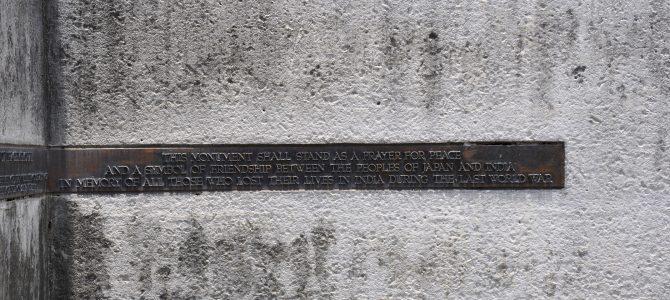 THIS MONUMENT SHALL STAND AS A PRAYER FOR PEACE
AND A SYMBOL OF FRIENDSHIP BETWEEN THE PEOPLES OF JAPAN AND INDIA
IN MEMORY OF ALL THOSE WHO LOST THEIR LIVES IN INDIA DURING THE LAST WORLD WAR.